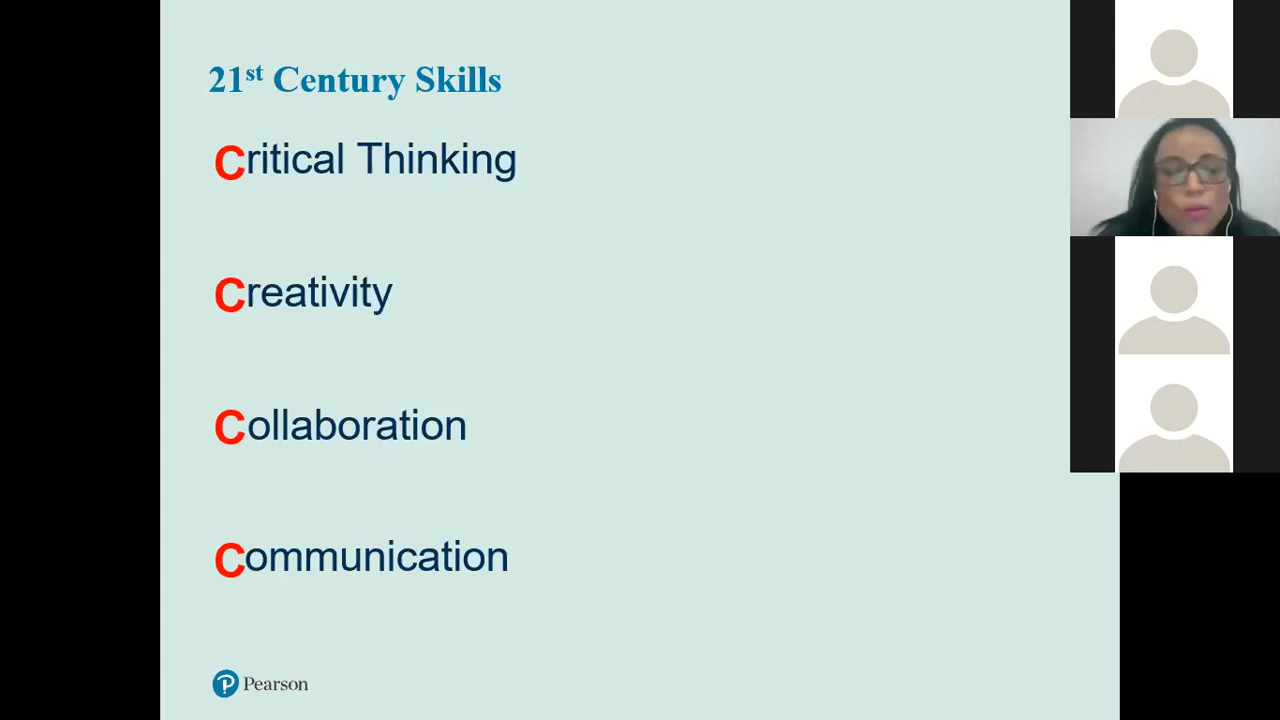 21st Century Skills
Critical Thinking
Creativity
Collaboration
Communication
Pearson